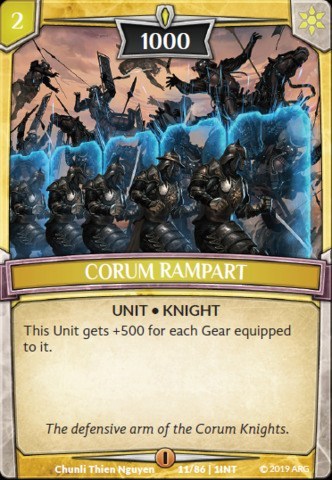 2
1000
CORUM RAMPART
UNIT • KNIGHT
This Unit gets +500 for each Gear equipped
to it.
The defensive arm of the Corum Knights.
Chunli Thien Nguyen
11/86 | 1INT
© 2019 ARG